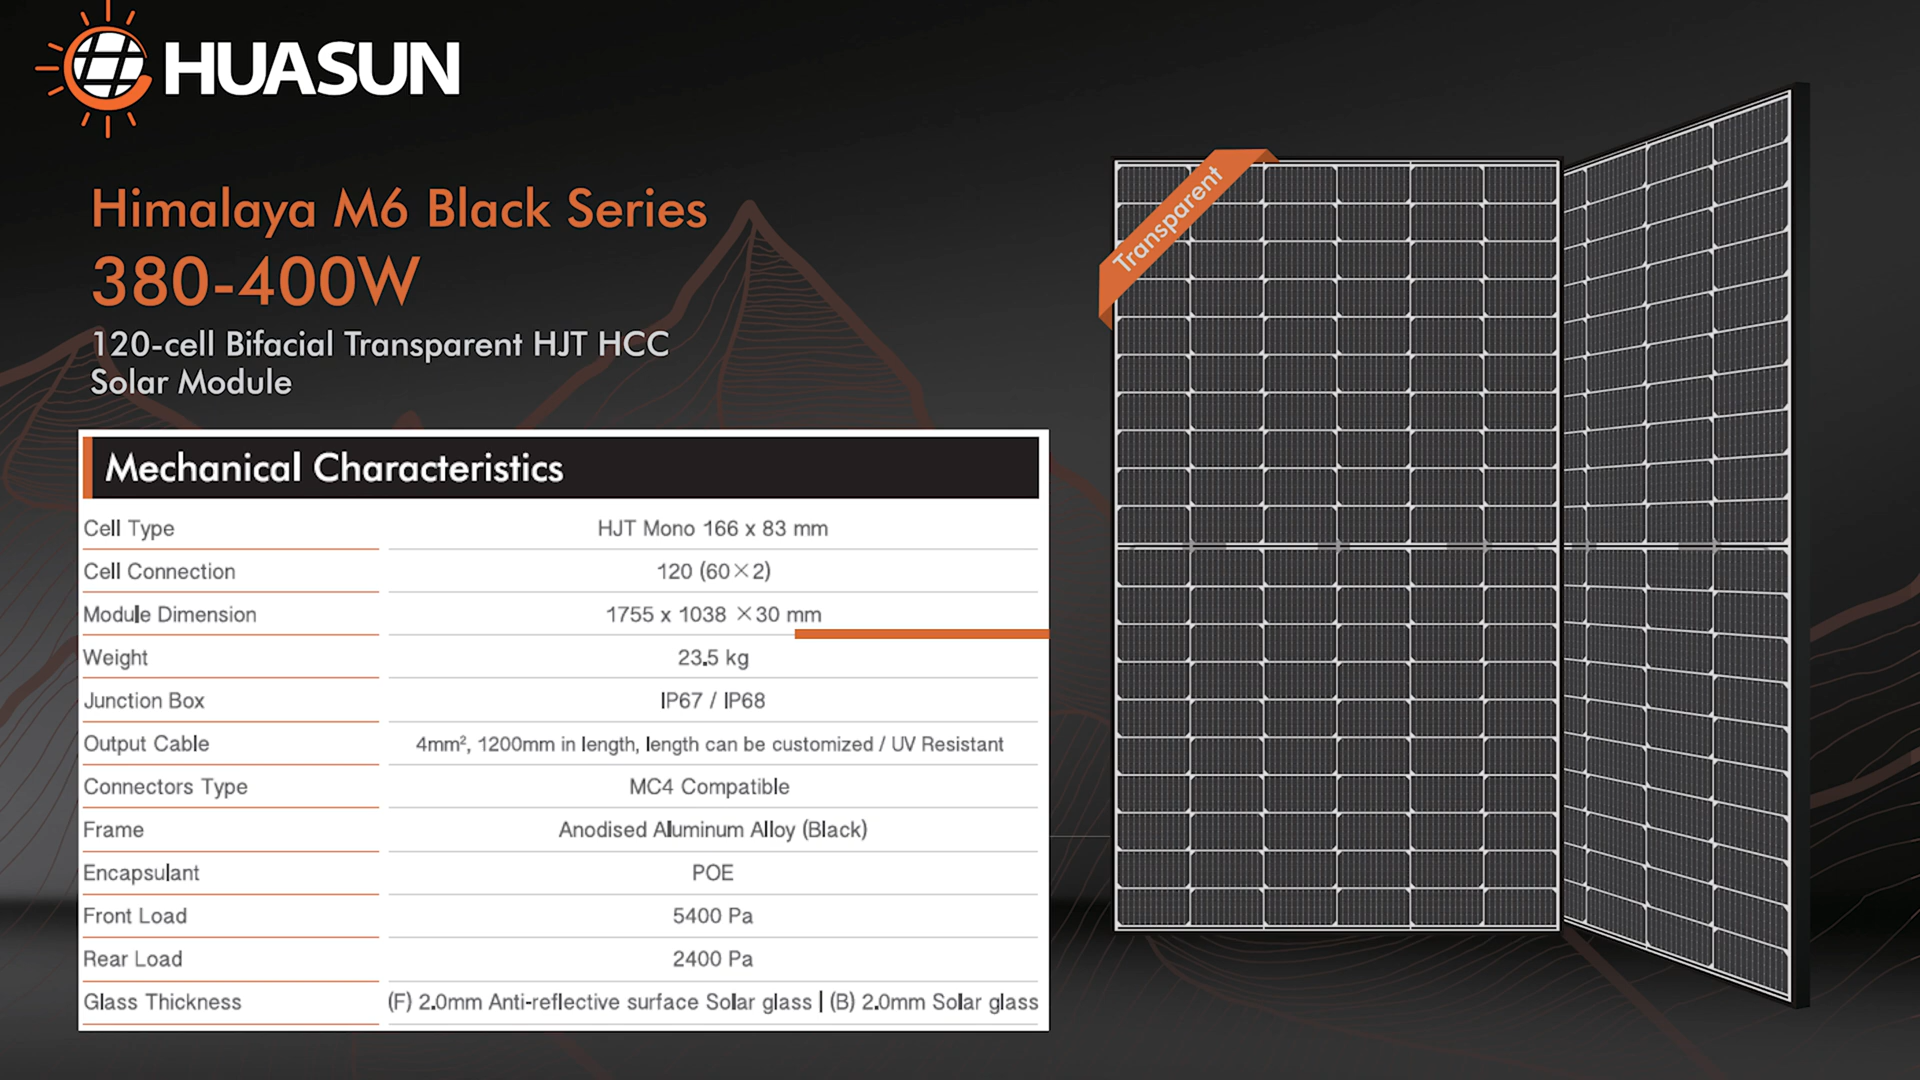 HUASUN
Himalaya M6 Black Series
380-400W
120-cell Bifacial Transparent HJT HCC
Solar Module
Transparent
Mechanical Characteristics
Cell Type HJT Mono 166 x 83 mm
Cell Connection 120 (60×2)
Module Dimension 1755 x 1038 ×30 mm
Weight 23.5 kg
Junction Box IP67 / IP68
Output Cable 4mm², 1200mm in length, length can be customized / UV Resistant
Connectors Type MC4 Compatible
Frame Anodised Aluminum Alloy (Black)
Encapsulant POE
Front Load 5400 Pa
Rear Load 2400 Pa
Glass Thickness (F) 2.0mm Anti-reflective surface Solar glass | (B) 2.0mm Solar glass